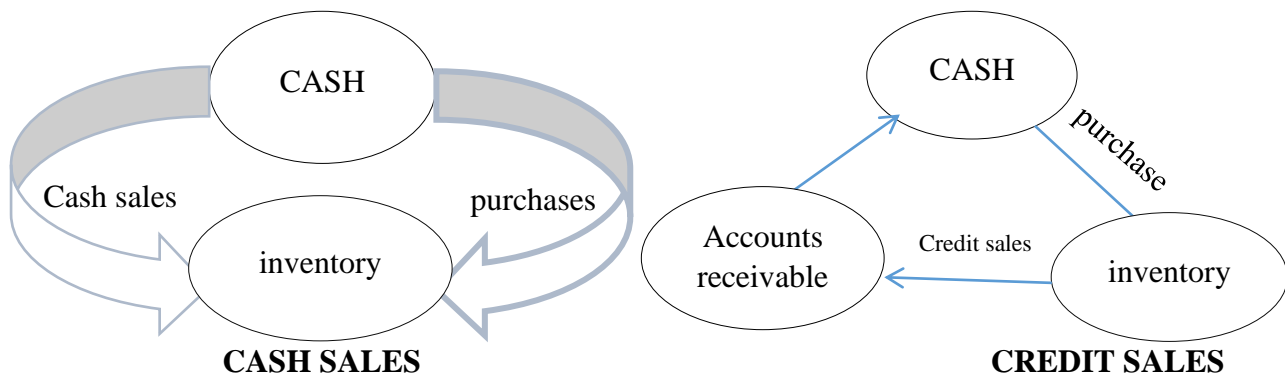 CASH
Cash sales
purchases
inventory
CASH SALES
CASH
purchase
Accounts
receivable
Credit sales
inventory
CREDIT SALES